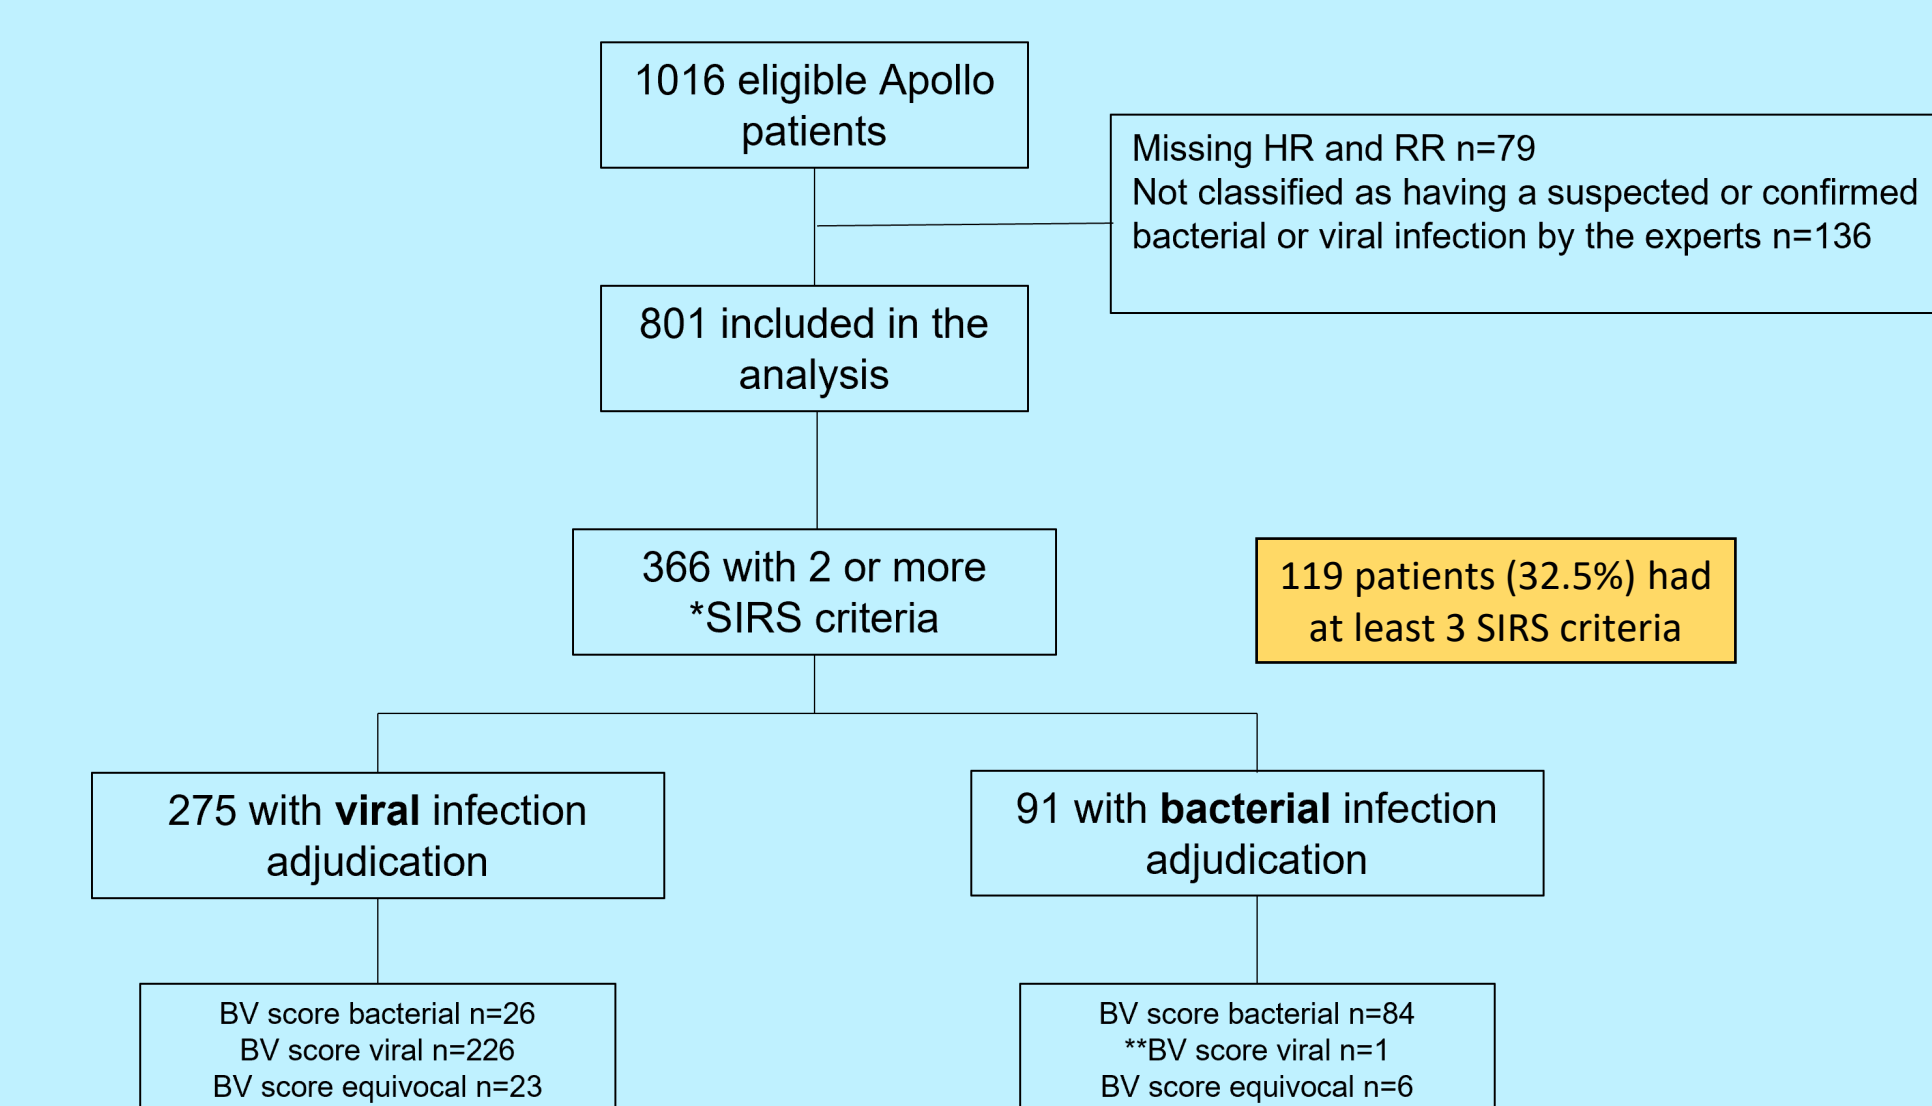 1016 eligible Apollo
patients
Missing HR and RR n=79
Not classified as having a suspected or confirmed
bacterial or viral infection by the experts n=136
801 included in the
analysis
366 with 2 or more
*SIRS criteria
119 patients (32.5%) had
at least 3 SIRS criteria
275 with viral infection
adjudication
91 with bacterial infection
adjudication
BV score bacterial n=26
BV score viral n=226
BV score equivocal n=23
BV score bacterial n=84
**BV score viral n=1
BV score equivocal n=6